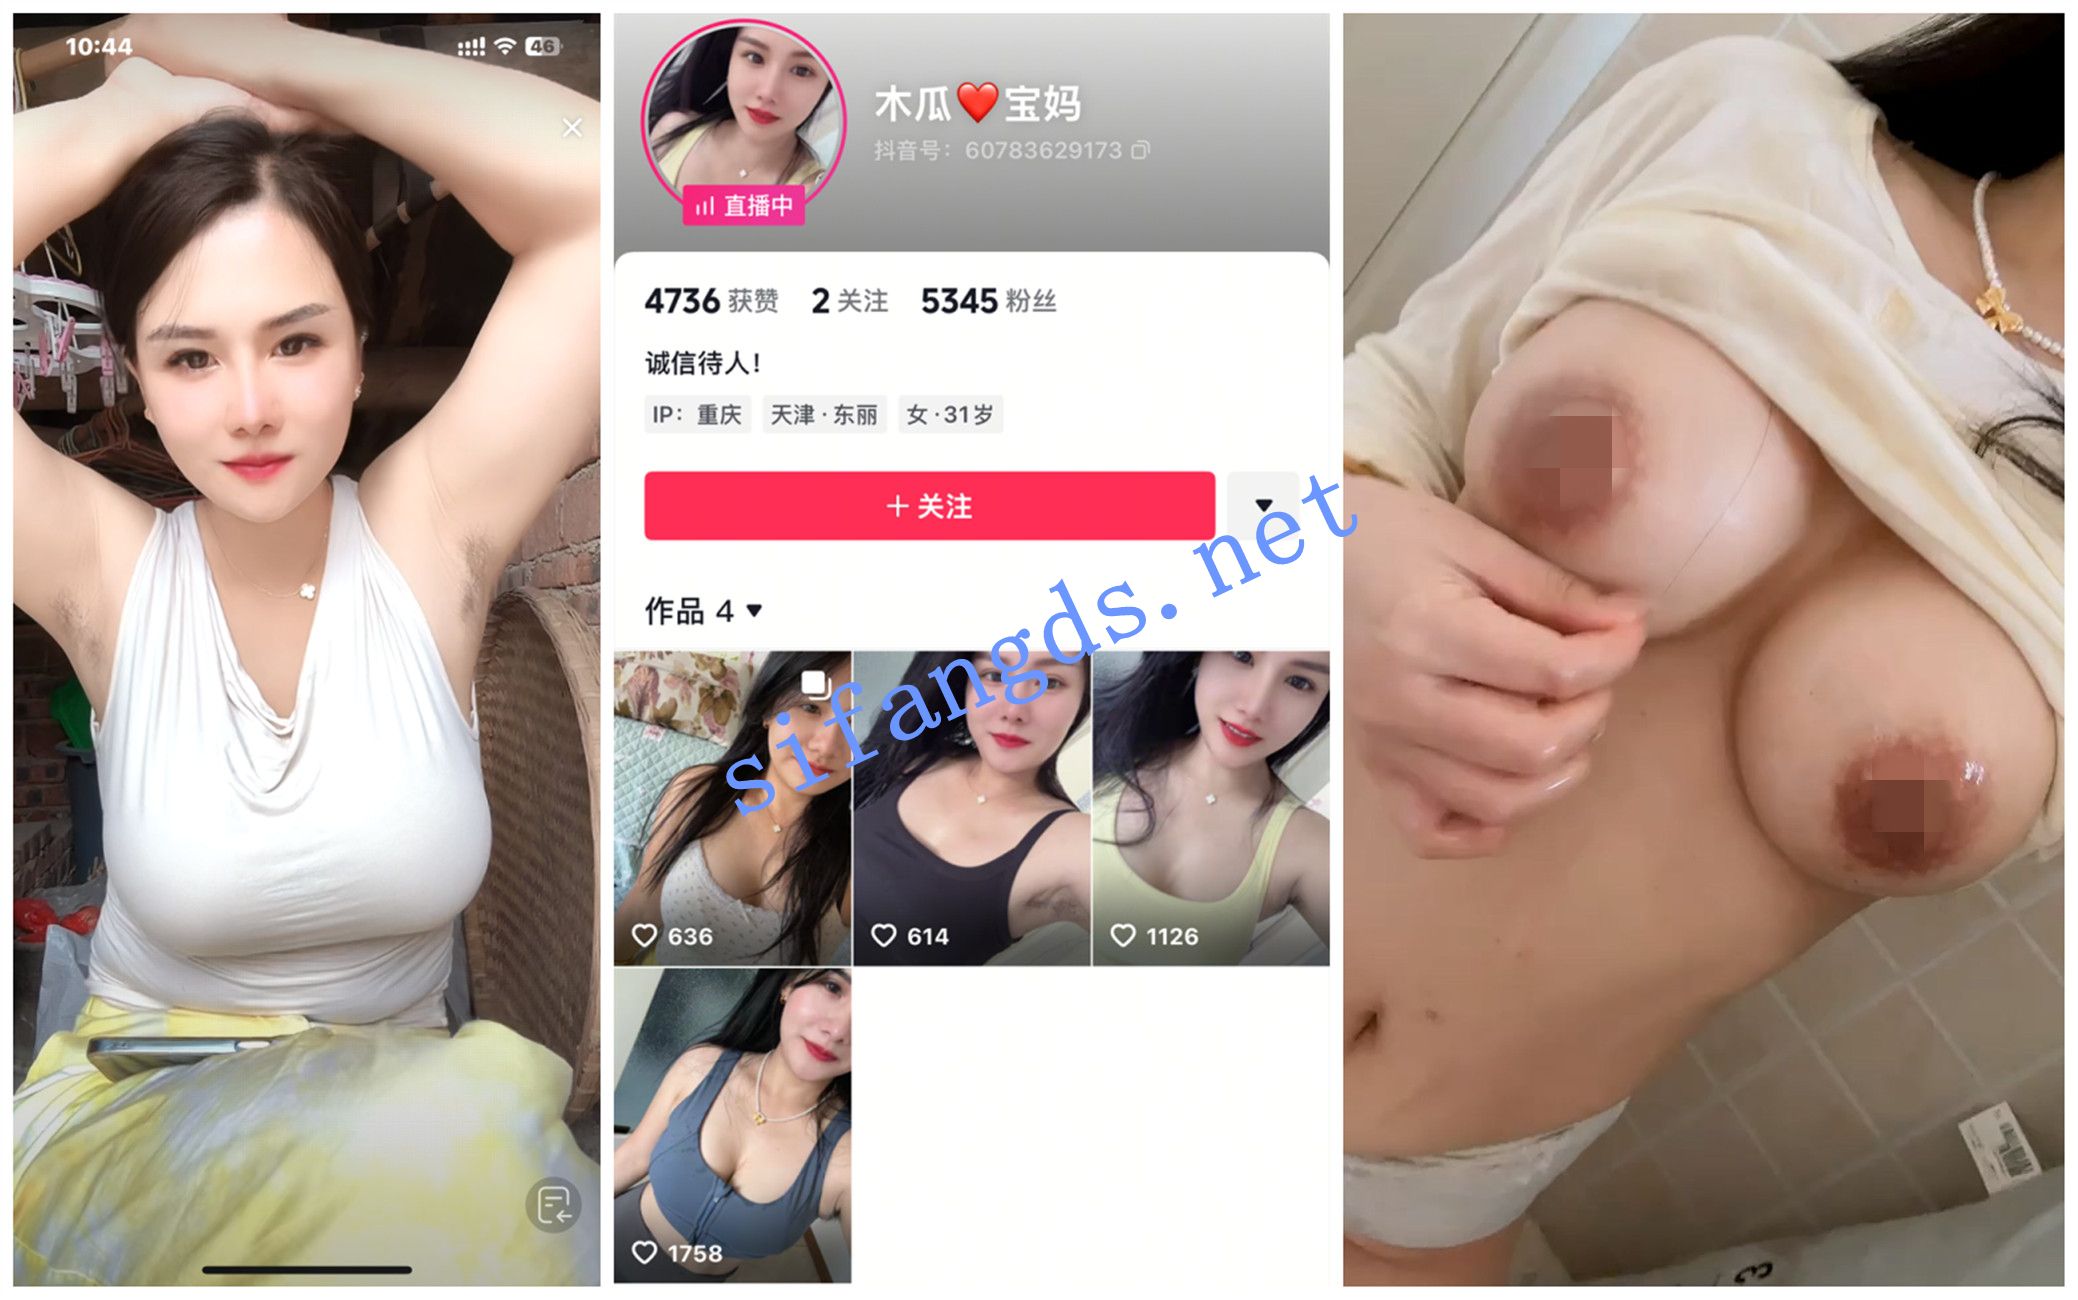 10:44
46
木瓜❤️宝妈
抖音号：60783629173
直播中
4736 获赞 2 关注 5345 粉丝
诚信待人！
IP：重庆 天津·东丽 女·31岁
＋关注
作品 4
636
614
1126
1758
sifangds.net